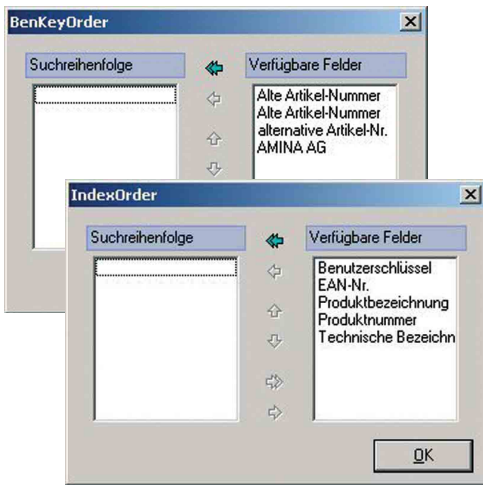 BenKeyOrder
Suchreihenfolge
Verfügbare Felder
Alte Artikel-Nummer
Alte Artikel-Nummer
alternative Artikel-Nr.
AMINA AG
IndexOrder
Suchreihenfolge
Verfügbare Felder
Benutzerschlüssel
EAN-Nr.
Produktbezeichnung
Produktnummer
Technische Bezeichn
OK